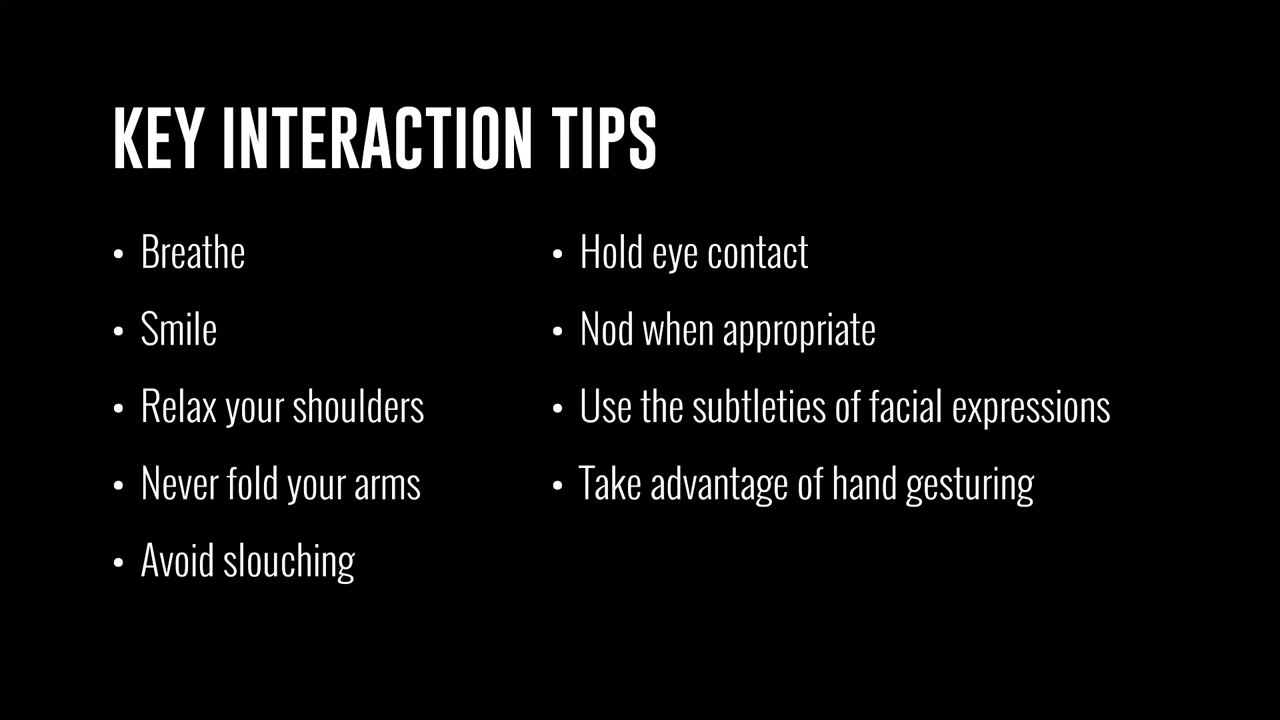 KEY INTERACTION TIPS
• Breathe
• Smile
• Relax your shoulders
• Never fold your arms
• Avoid slouching
• Hold eye contact
• Nod when appropriate
• Use the subtleties of facial expressions
• Take advantage of hand gesturing